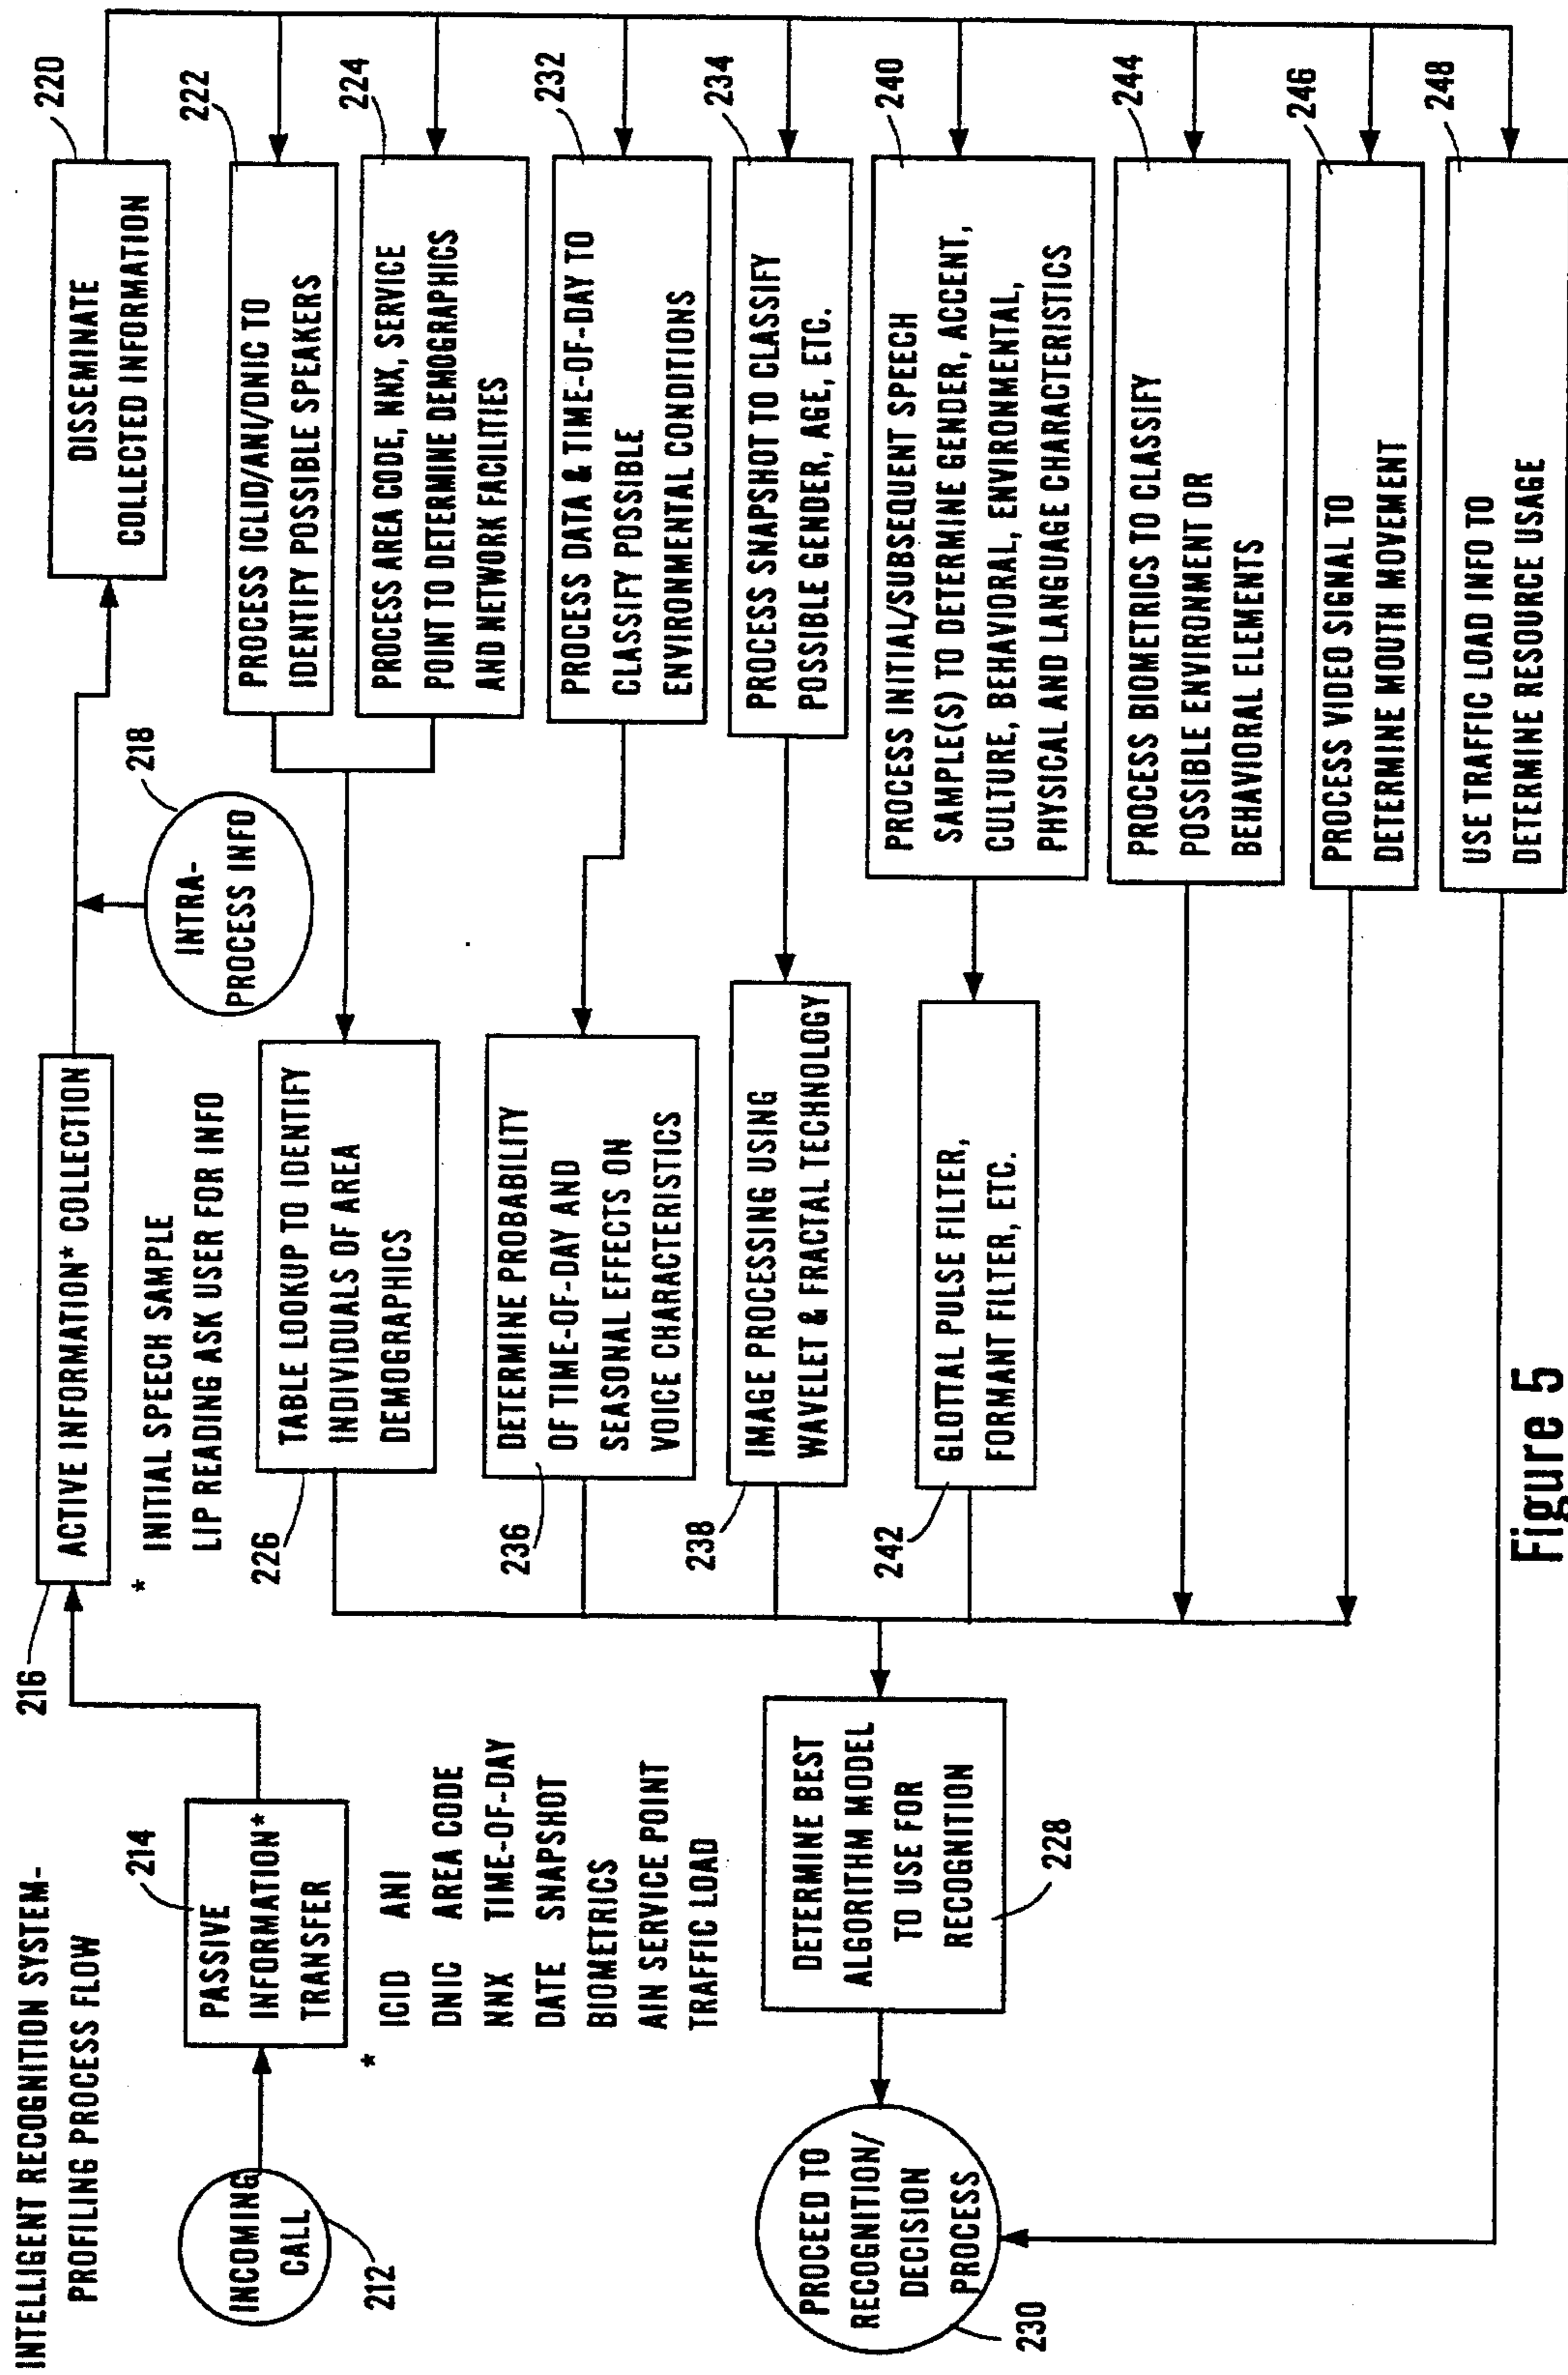 INTELLIGENT RECOGNITION SYSTEM-
PROFILING PROCESS FLOW
INCOMING
CALL
212
214
PASSIVE
INFORMATION*
TRANSFER
*
ICID ANI
DNIC AREA CODE
NNX TIME-OF-DAY
DATE SNAPSHOT
BIOMETRICS
AIN SERVICE POINT
TRAFFIC LOAD
216
ACTIVE INFORMATION* COLLECTION
*
INITIAL SPEECH SAMPLE
LIP READING ASK USER FOR INFO
218
INTRA-
PROCESS INFO
220
DISSEMINATE
COLLECTED INFORMATION
222
PROCESS ICLID/ANI/DNIC TO
IDENTIFY POSSIBLE SPEAKERS
224
PROCESS AREA CODE, NNX, SERVICE
POINT TO DETERMINE DEMOGRAPHICS
AND NETWORK FACILITIES
226
TABLE LOOKUP TO IDENTIFY
INDIVIDUALS OF AREA
DEMOGRAPHICS
232
PROCESS DATA & TIME-OF-DAY TO
CLASSIFY POSSIBLE
ENVIRONMENTAL CONDITIONS
236
DETERMINE PROBABILITY
OF TIME-OF-DAY AND
SEASONAL EFFECTS ON
VOICE CHARACTERISTICS
234
PROCESS SNAPSHOT TO CLASSIFY
POSSIBLE GENDER, AGE, ETC.
238
IMAGE PROCESSING USING
WAVELET & FRACTAL TECHNOLOGY
240
PROCESS INITIAL/SUBSEQUENT SPEECH
SAMPLE(S) TO DETERMINE GENDER, ACCENT,
CULTURE, BEHAVIORAL, ENVIRONMENTAL,
PHYSICAL AND LANGUAGE CHARACTERISTICS
242
GLOTTAL PULSE FILTER,
FORMANT FILTER, ETC.
244
PROCESS BIOMETRICS TO CLASSIFY
POSSIBLE ENVIRONMENT OR
BEHAVIORAL ELEMENTS
246
PROCESS VIDEO SIGNAL TO
DETERMINE MOUTH MOVEMENT
248
USE TRAFFIC LOAD INFO TO
DETERMINE RESOURCE USAGE
DETERMINE BEST
ALGORITHM MODEL
TO USE FOR
RECOGNITION
228
PROCEED TO
RECOGNITION/
DECISION
PROCESS
230
Figure 5